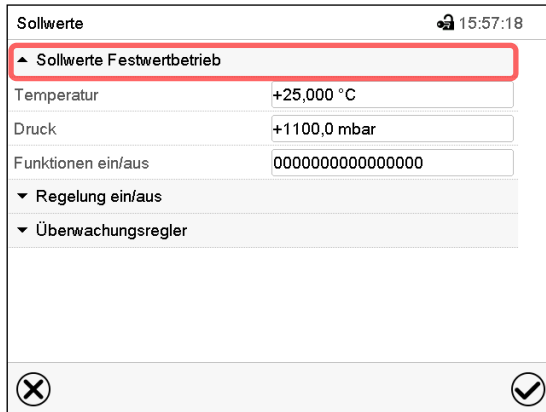 Sollwerte 15:57:18
Sollwerte Festwertbetrieb
Temperatur +25,000 °C
Druck +1100,0 mbar
Funktionen ein/aus 0000000000000000
Regelung ein/aus
Überwachungsregler